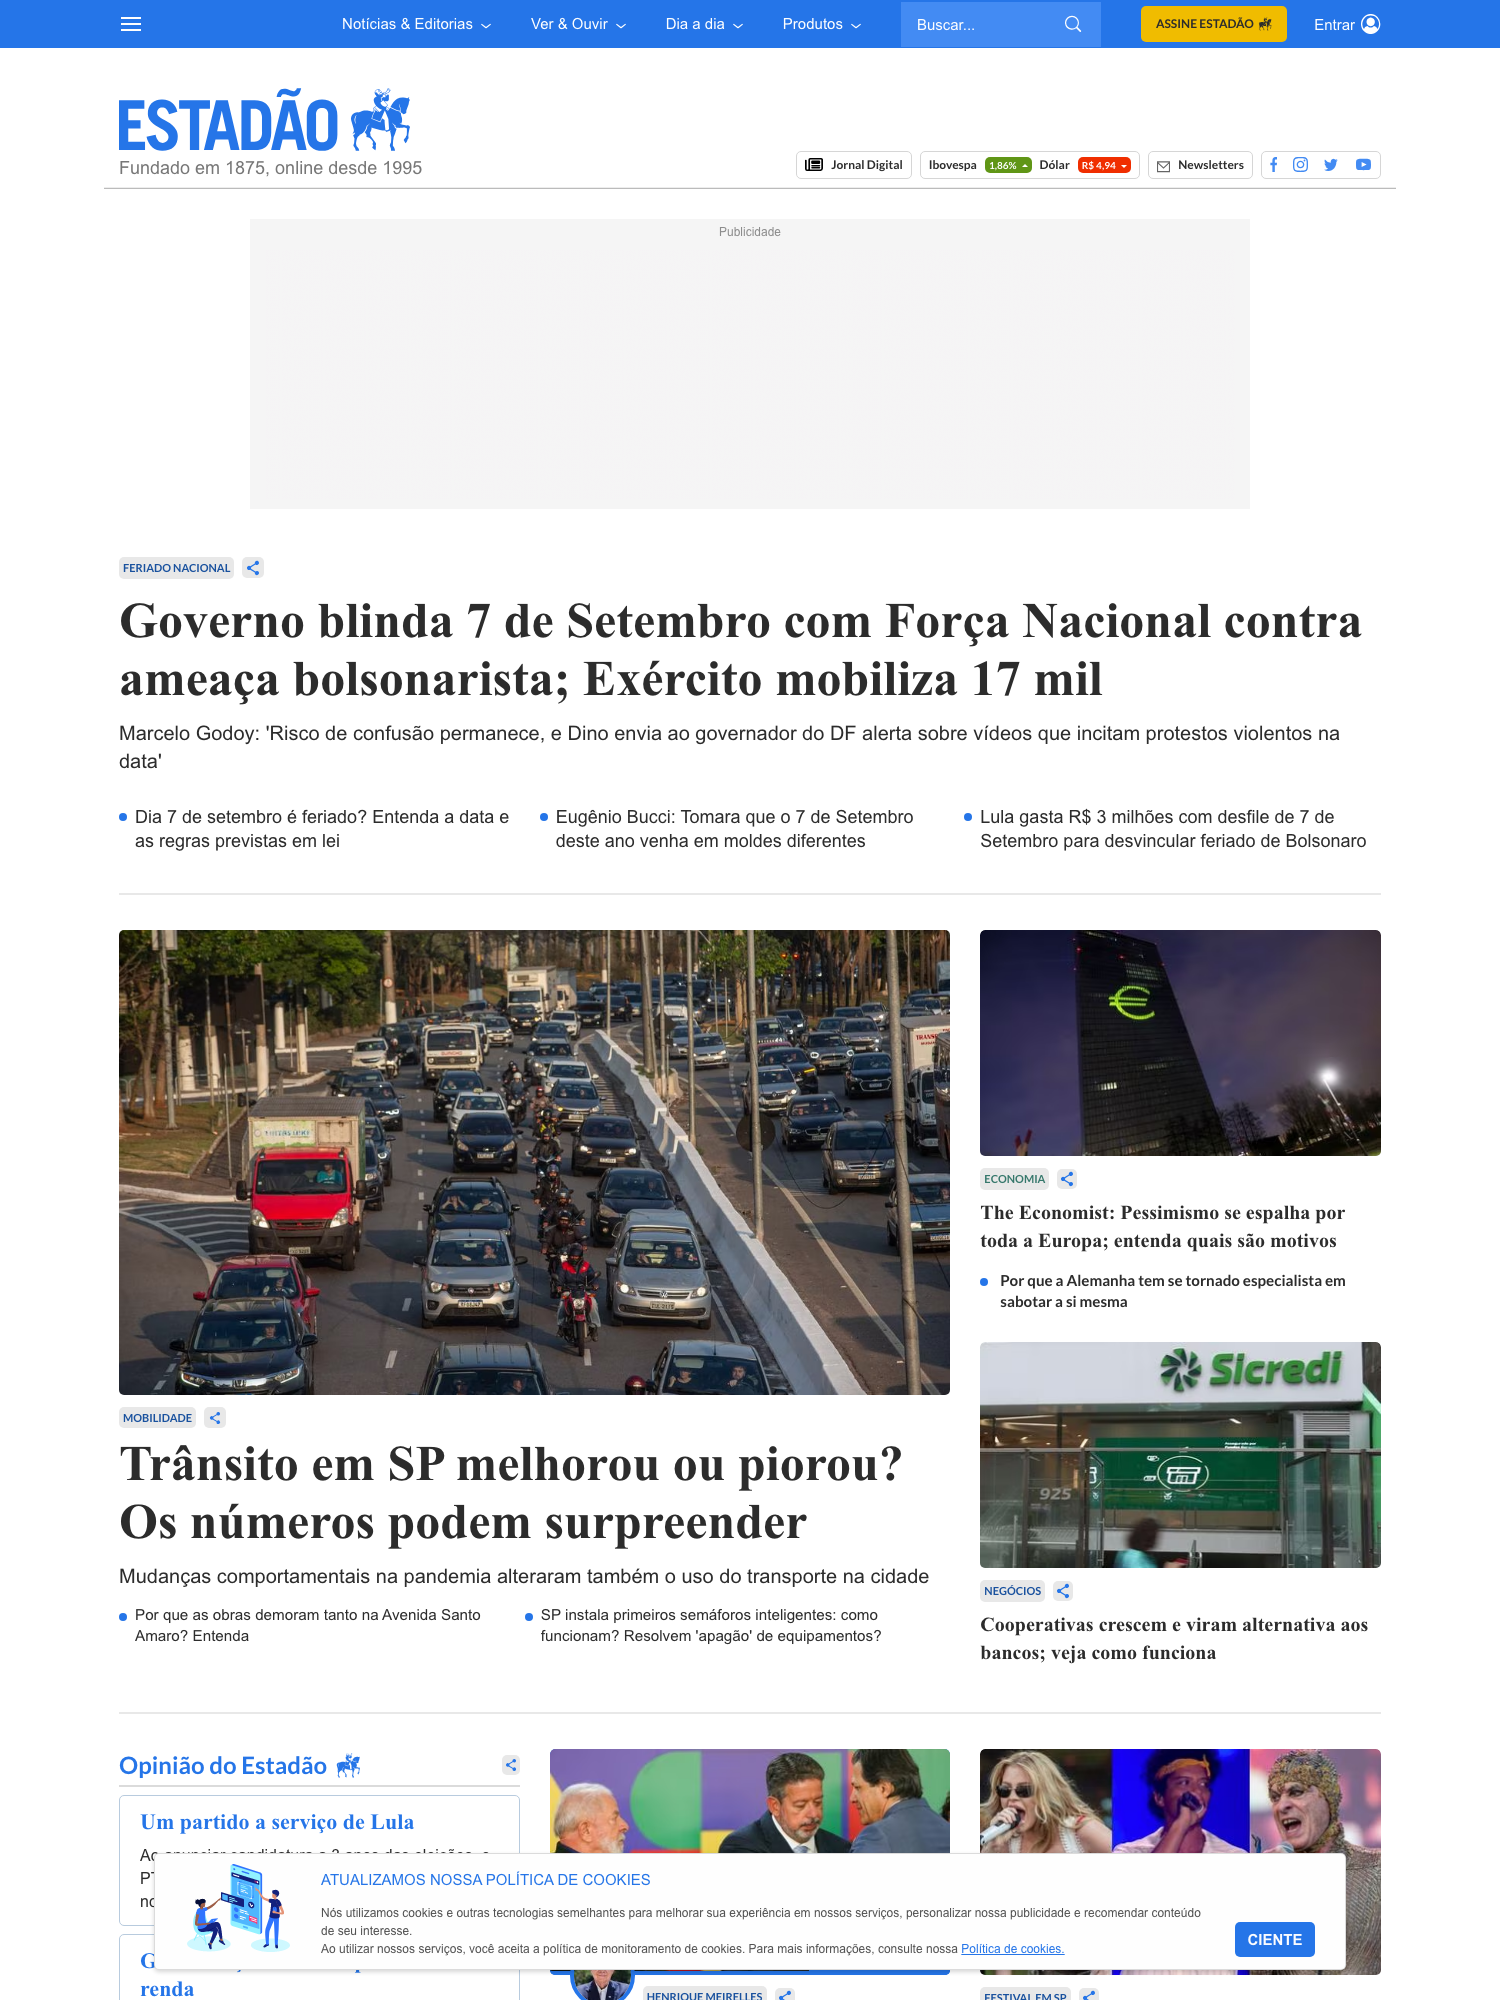 Notícias & Editorias
Ver & Ouvir
Dia a dia
Produtos
Buscar...
ASSINE ESTADÃO
Entrar
ESTADÃO
Fundado em 1875, online desde 1995
Jornal Digital
Ibovespa 1,86% Dólar R$ 4,94
Newsletters
Publicidade
FERIADO NACIONAL
Governo blinda 7 de Setembro com Força Nacional contra
ameaça bolsonarista; Exército mobiliza 17 mil
Marcelo Godoy: 'Risco de confusão permanece, e Dino envia ao governador do DF alerta sobre vídeos que incitam protestos violentos na
data'
Dia 7 de setembro é feriado? Entenda a data e
as regras previstas em lei
Eugênio Bucci: Tomara que o 7 de Setembro
deste ano venha em moldes diferentes
Lula gasta R$ 3 milhões com desfile de 7 de
Setembro para desvincular feriado de Bolsonaro
MOBILIDADE
Trânsito em SP melhorou ou piorou?
Os números podem surpreender
Mudanças comportamentais na pandemia alteraram também o uso do transporte na cidade
Por que as obras demoram tanto na Avenida Santo
Amaro? Entenda
SP instala primeiros semáforos inteligentes: como
funcionam? Resolvem 'apagão' de equipamentos?
€
ECONOMIA
The Economist: Pessimismo se espalha por
toda a Europa; entenda quais são motivos
Por que a Alemanha tem se tornado especialista em
sabotar a si mesma
Sicredi
925
NEGÓCIOS
Cooperativas crescem e viram alternativa aos
bancos; veja como funciona
Opinião do Estadão
Um partido a serviço de Lula
renda
HENRIQUE MEIRELLES
FESTIVAL EM SP
ATUALIZAMOS NOSSA POLÍTICA DE COOKIES
Nós utilizamos cookies e outras tecnologias semelhantes para melhorar sua experiência em nossos serviços, personalizar nossa publicidade e recomendar conteúdo
de seu interesse.
Ao utilizar nossos serviços, você aceita a política de monitoramento de cookies. Para mais informações, consulte nossa Política de cookies.
CIENTE